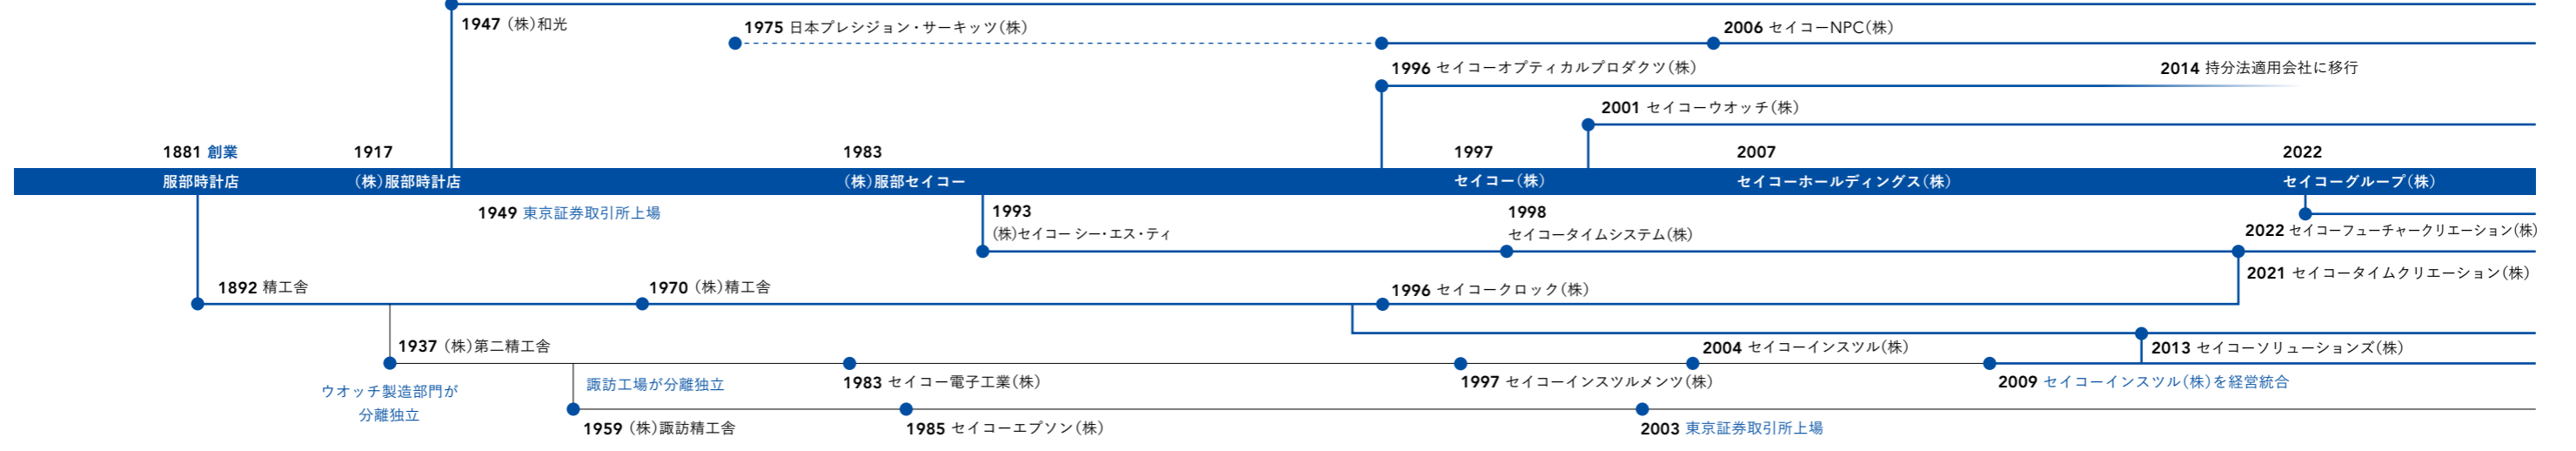 1947 (株)和光
1975 日本プレシジョン・サーキッツ(株)
2006 セイコーNPC(株)
1996 セイコーオプティカルプロダクツ(株)
2014 持分法適用会社に移行
2001 セイコーウオッチ(株)
1881 創業
1917
1983
1997
2007
2022
服部時計店
(株)服部時計店
(株)服部セイコー
セイコー(株)
セイコーホールディングス(株)
セイコーグループ(株)
1949 東京証券取引所上場
1993
(株)セイコー シー・エス・ティ
1998
セイコータイムシステム(株)
2022 セイコーフューチャークリエーション(株)
2021 セイコータイムクリエーション(株)
1892 精工舎
1970 (株)精工舎
1996 セイコークロック(株)
1937 (株)第二精工舎
2004 セイコーインスツル(株)
2013 セイコーソリューションズ(株)
ウオッチ製造部門が
分離独立
諏訪工場が分離独立
1983 セイコー電子工業(株)
1997 セイコーインスツルメンツ(株)
2009 セイコーインスツル(株)を経営統合
1959 (株)諏訪精工舎
1985 セイコーエプソン(株)
2003 東京証券取引所上場